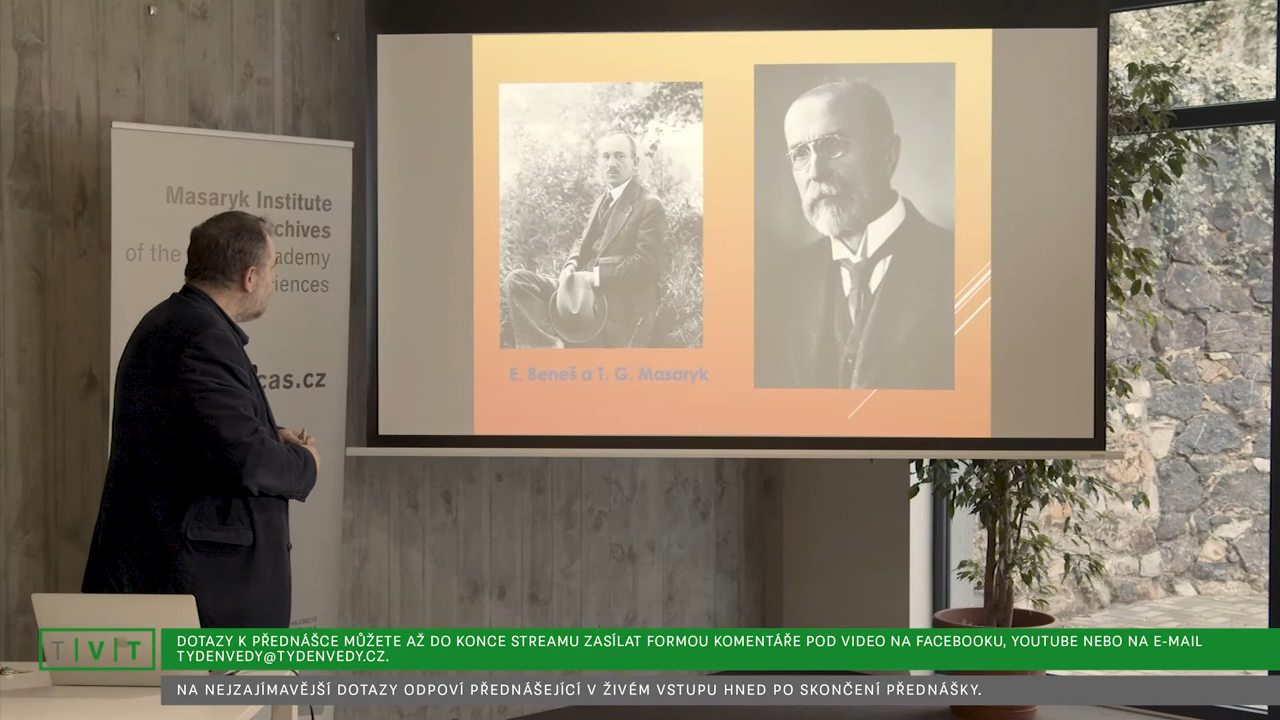 Masaryk Institute
chives
of the ademy
iences
cas.cz
E. Beneš a T. G. Masaryk
T|V|T
DOTAZY K PŘEDNÁŠCE MŮŽETE AŽ DO KONCE STREAMU ZASÍLAT FORMOU KOMENTÁŘE POD VIDEO NA FACEBOOKU, YOUTUBE NEBO NA E-MAIL
TYDENVEDY@TYDENVEDY.CZ.
NA NEJZAJÍMAVĚJŠÍ DOTAZY ODPOVÍ PŘEDNÁŠEJÍCÍ V ŽIVÉM VSTUPU HNED PO SKONČENÍ PŘEDNÁŠKY.